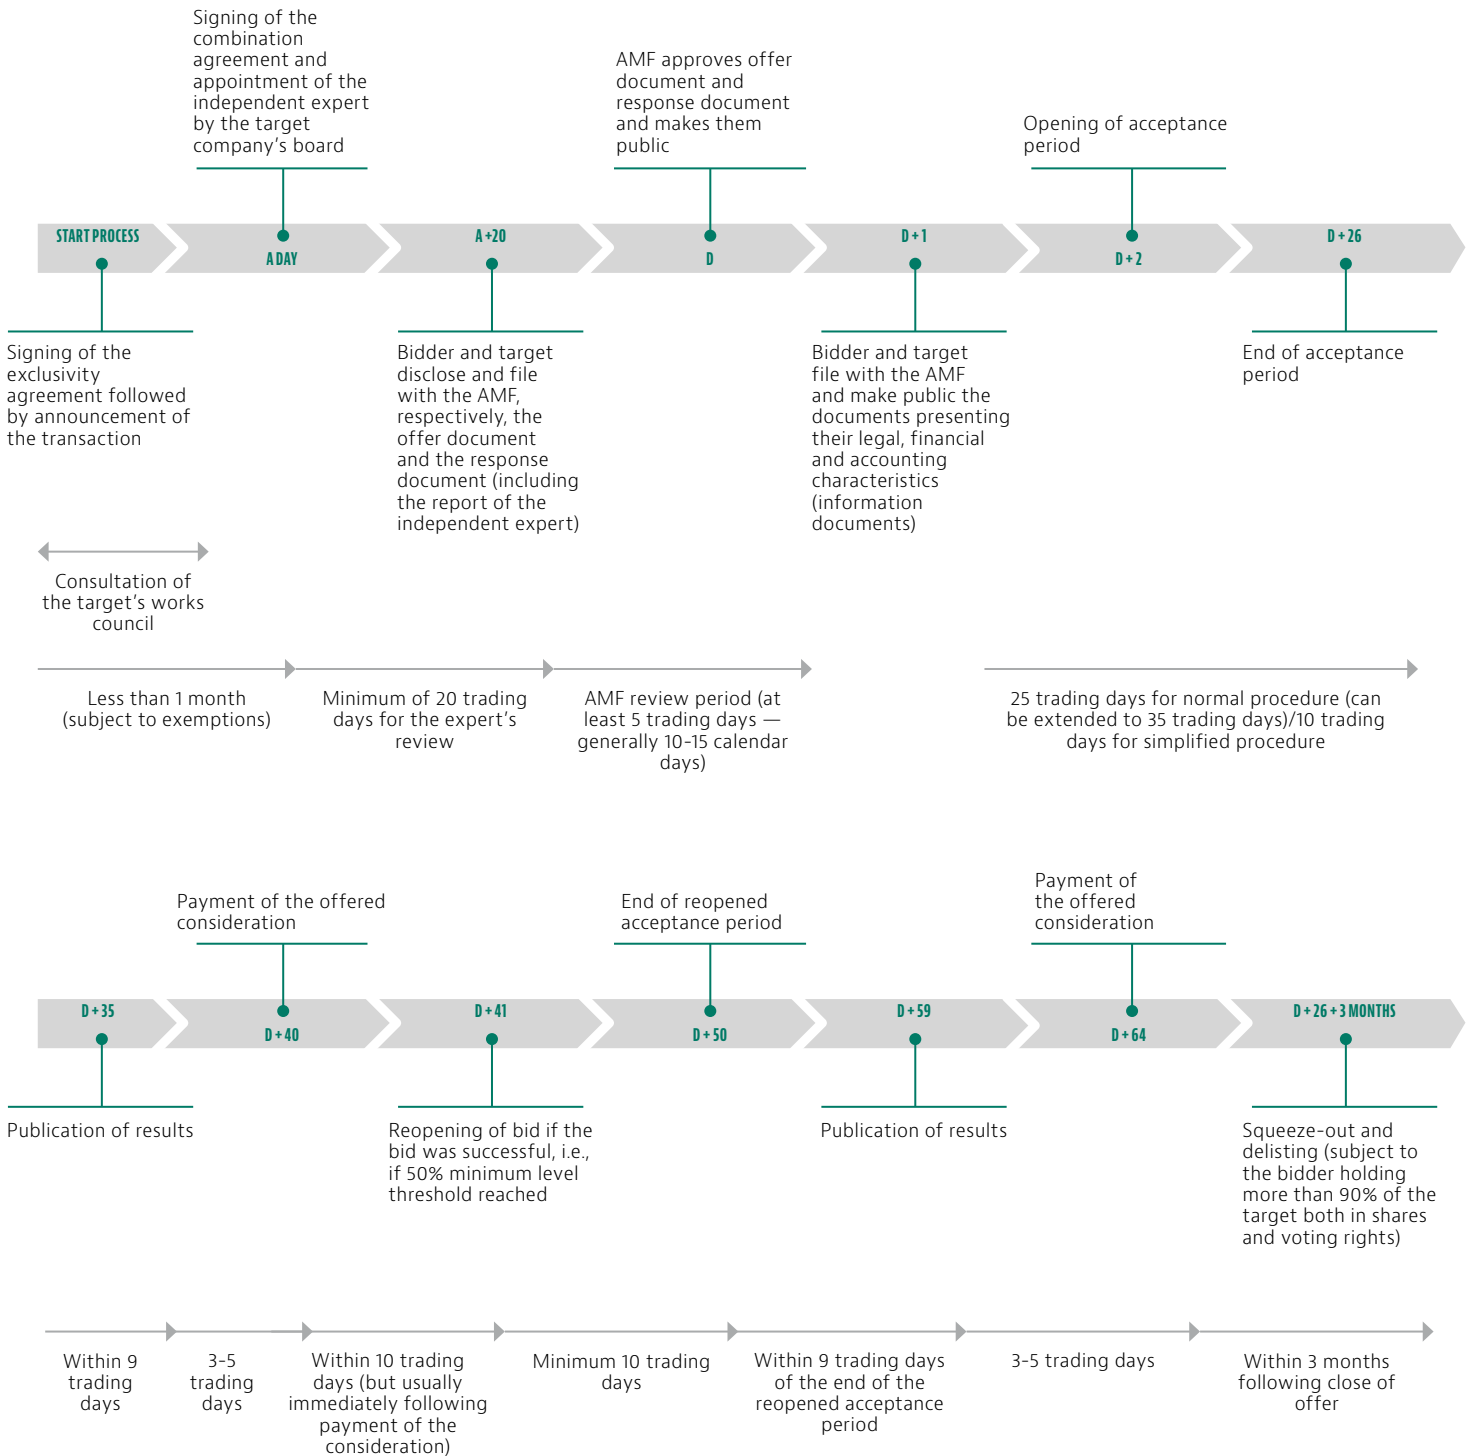 Signing of the
combination
agreement and
appointment of the
independent expert
by the target
company's board
AMF approves offer
document and
response document
and makes them
public
Opening of acceptance
period
START PROCESS
A DAY
A +20
D
D + 1
D + 2
D + 26
Signing of the
exclusivity
agreement followed
by announcement of
the transaction
Bidder and target
disclose and file
with the AMF,
respectively, the
offer document
and the response
document (including
the report of the
independent expert)
Bidder and target
file with the AMF
and make public the
documents presenting
their legal, financial
and accounting
characteristics
(information
documents)
End of acceptance
period
Consultation of
the target's works
council
Less than 1 month
(subject to exemptions)
Minimum of 20 trading
days for the expert's
review
AMF review period (at
least 5 trading days —
generally 10-15 calendar
days)
25 trading days for normal procedure (can
be extended to 35 trading days)/10 trading
days for simplified procedure
Payment of the offered
consideration
End of reopened
acceptance period
Payment of
the offered
consideration
D + 35
D + 40
D + 41
D + 50
D + 59
D + 64
D + 26 + 3 MONTHS
Publication of results
Reopening of bid if the
bid was successful, i.e.,
if 50% minimum level
threshold reached
Publication of results
Squeeze-out and
delisting (subject to
the bidder holding
more than 90% of the
target both in shares
and voting rights)
Within 9
trading
days
3-5
trading
days
Within 10 trading
days (but usually
immediately following
payment of the
consideration)
Minimum 10 trading
days
Within 9 trading days
of the end of the
reopened acceptance
period
3-5 trading days
Within 3 months
following close of
offer